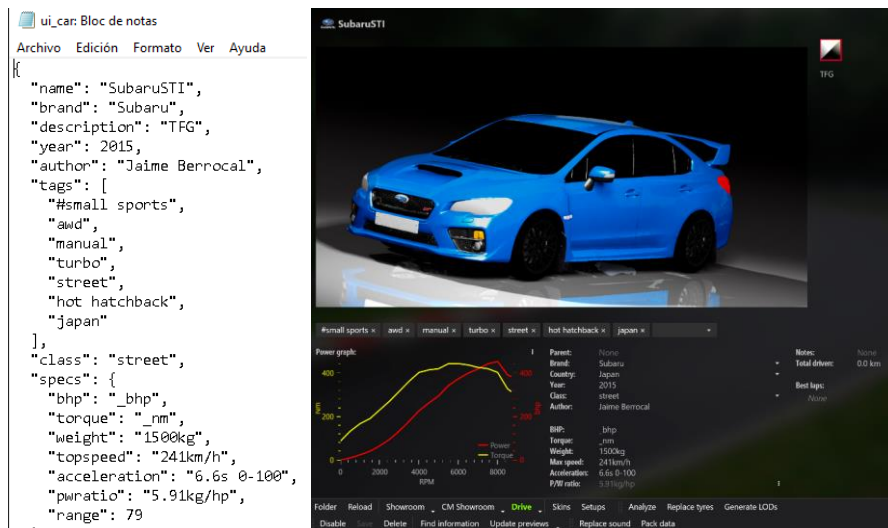 ui_car: Bloc de notas
Archivo Edición Formato Ver Ayuda
{
"name": "SubaruSTI",
"brand": "Subaru",
"description": "TFG",
"year": 2015,
"author": "Jaime Berrocal",
"tags": [
"#small sports",
"awd",
"manual",
"turbo",
"street",
"hot hatchback",
"japan"
],
"class": "street",
"specs": {
"bhp": "_bhp",
"torque": "_nm",
"weight": "1500kg",
"topspeed": "241km/h",
"acceleration": "6.6s 0-100",
"pwratio": "5.91kg/hp",
"range": 79
SubaruSTI
TFG
#small sports × awd × manual × turbo × street × hot hatchback × japan ×
Power graph:
400
200
0
nm
400
200
0
bhp
Power
Torque
0 2000 4000 6000 8000
RPM
Parent: None
Brand: Subaru
Country: Japan
Year: 2015
Class: street
Author: Jaime Berrocal
BHP: _bhp
Torque: _nm
Weight: 1500kg
Max speed: 241km/h
Acceleration: 6.6s 0-100
P/W ratio: 5.91kg/hp
Notes: None
Total driven: 0.0 km
Best laps:
None
Folder Reload Showroom CM Showroom Drive Skins Setups Analyze Replace tyres Generate LODs
Disable Save Delete Find information Update previews Replace sound Pack data